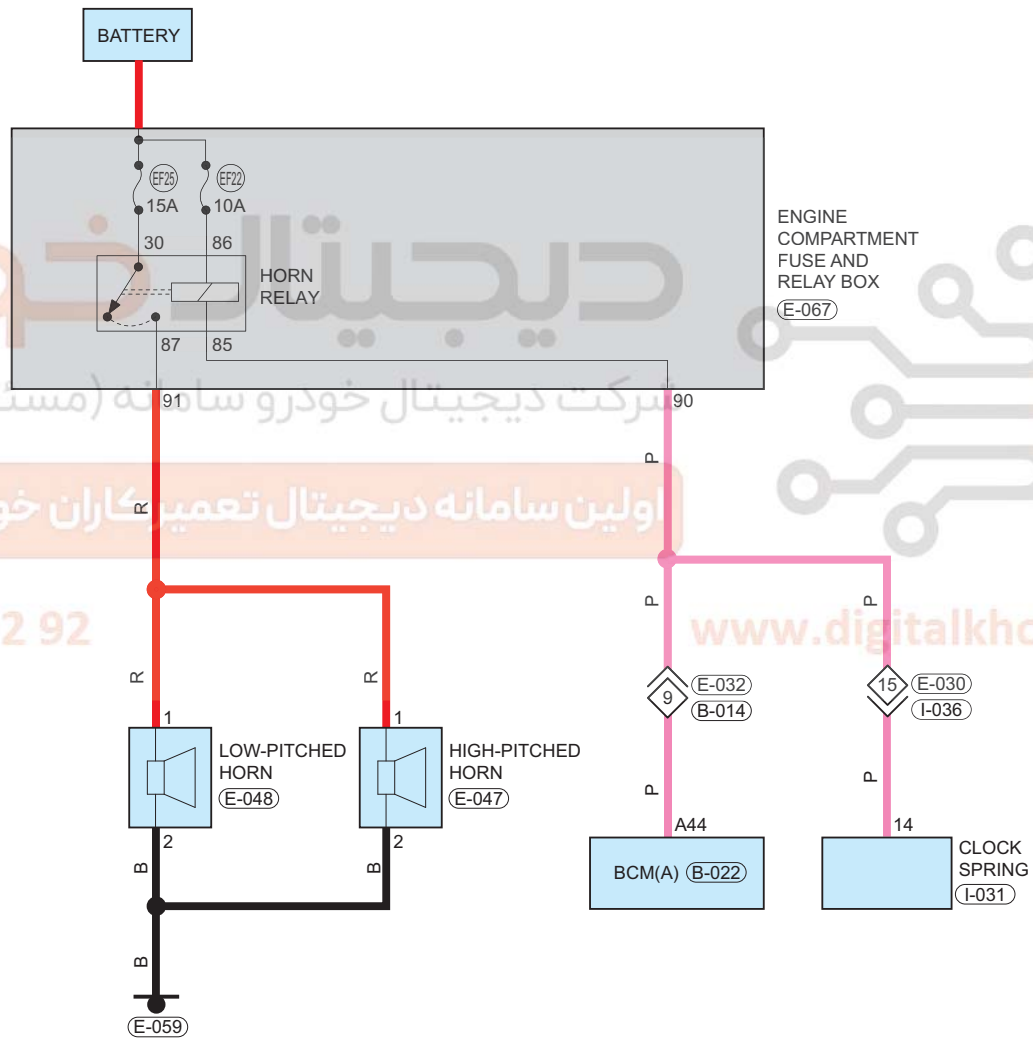 BATTERY
EF25
15A
EF22
10A
30
86
HORN
RELAY
87
85
ENGINE
COMPARTMENT
FUSE AND
RELAY BOX
E-067
دیجیتال خو
شرکت دیجیتال خودرو سامانه (مسئ
91
90
R
P
اولین سامانه دیجیتال تعمیرکاران خو
2 92
www.digitalkho
R
R
P
P
9
E-032
B-014
15
E-030
I-036
P
P
1
LOW-PITCHED
HORN
E-048
2
1
HIGH-PITCHED
HORN
E-047
2
A44
BCM(A) B-022
14
CLOCK
SPRING
I-031
B
B
B
E-059